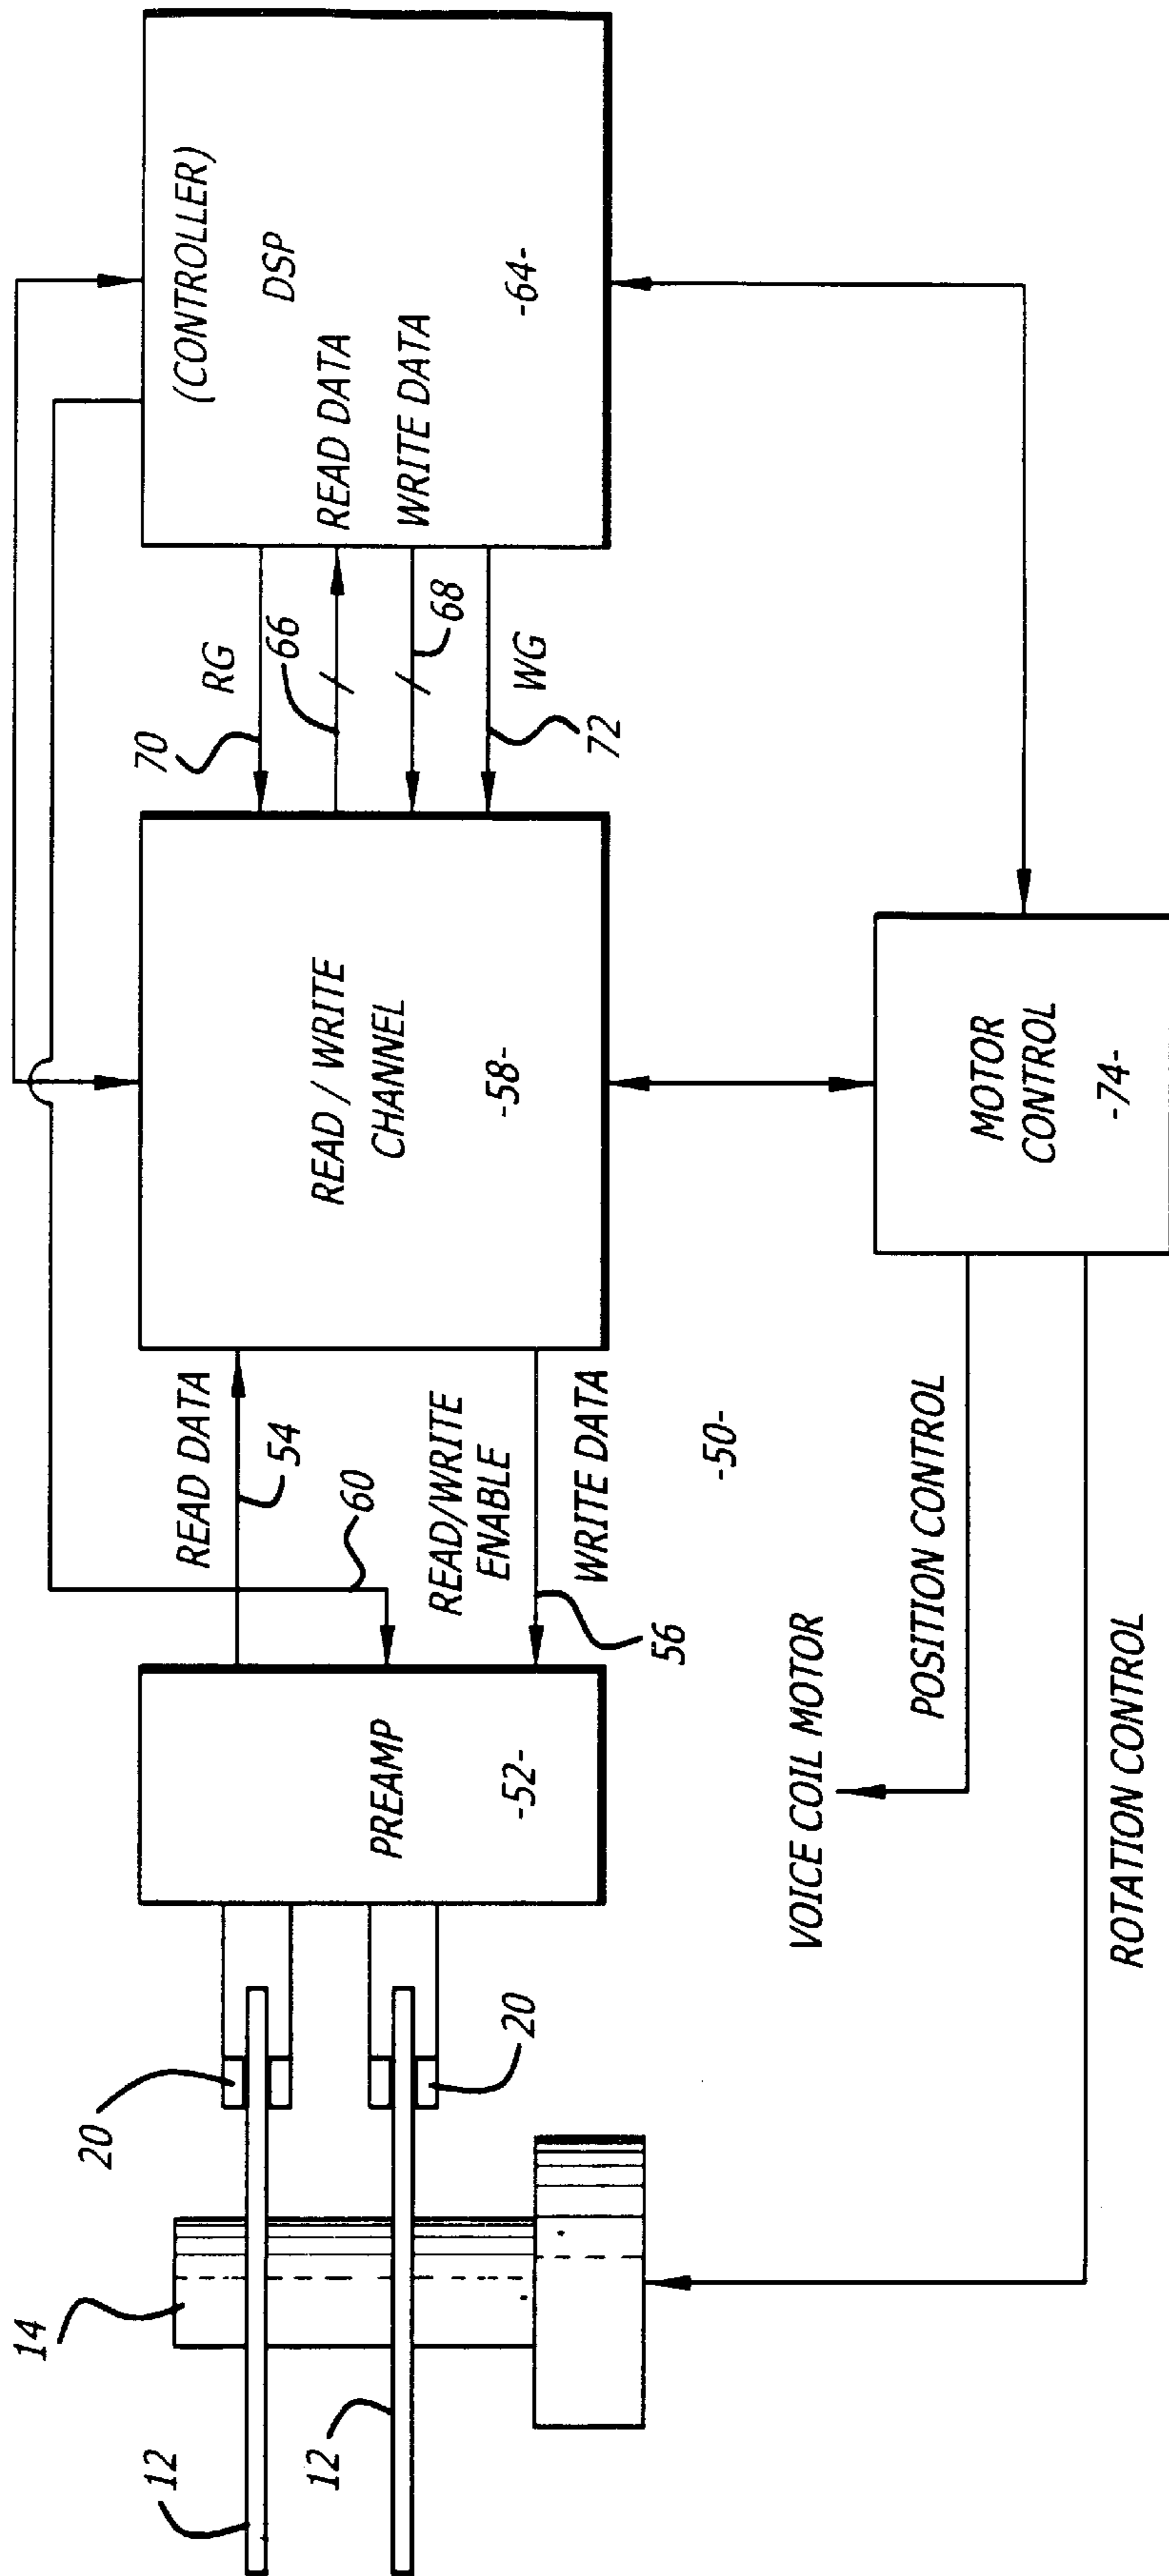 12
12
14
20
20
PREAMP
-52-
READ DATA
54
60
READ/WRITE
ENABLE
56
WRITE DATA
READ / WRITE
CHANNEL
-58-
70
RG
66
68
WG
72
(CONTROLLER)
DSP
READ DATA
WRITE DATA
-64-
-50-
VOICE COIL MOTOR
POSITION CONTROL
ROTATION CONTROL
MOTOR
CONTROL
-74-